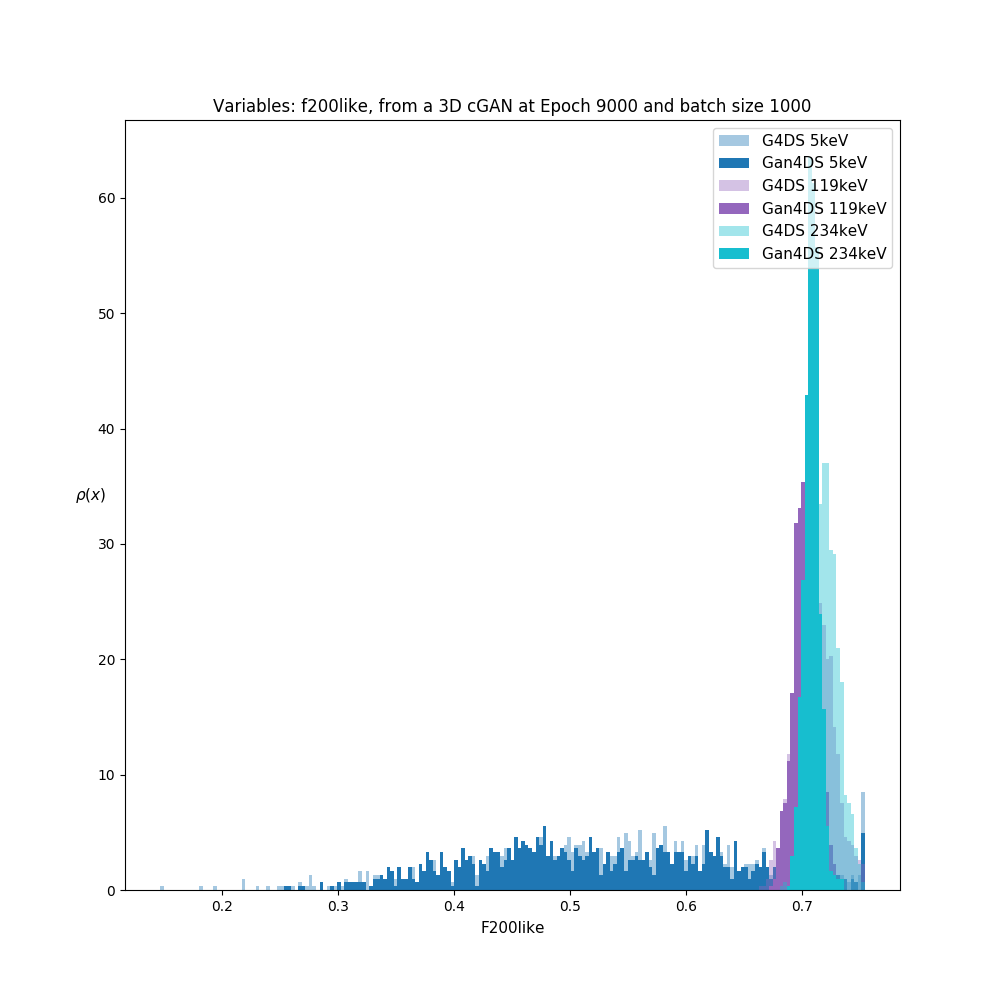 Variables: f200like, from a 3D cGAN at Epoch 9000 and batch size 1000
G4DS 5keV
Gan4DS 5keV
G4DS 119keV
Gan4DS 119keV
G4DS 234keV
Gan4DS 234keV
60
50
40
ρ(x)
30
20
10
0
0.2 0.3 0.4 0.5 0.6 0.7
F200like